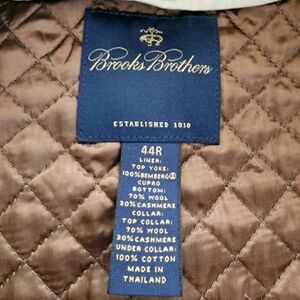 Brooks Brothers
ESTABLISHED 1818
44R
LINER:
TOP YOKE:
100%BEMBERG®
CUPRO
BOTTOM:
70% WOOL
30%CASHMERE
COLLAR:
TOP COLLAR:
70% WOOL
30%CASHMERE
UNDER COLLAR:
100% COTTON
MADE IN
THAILAND